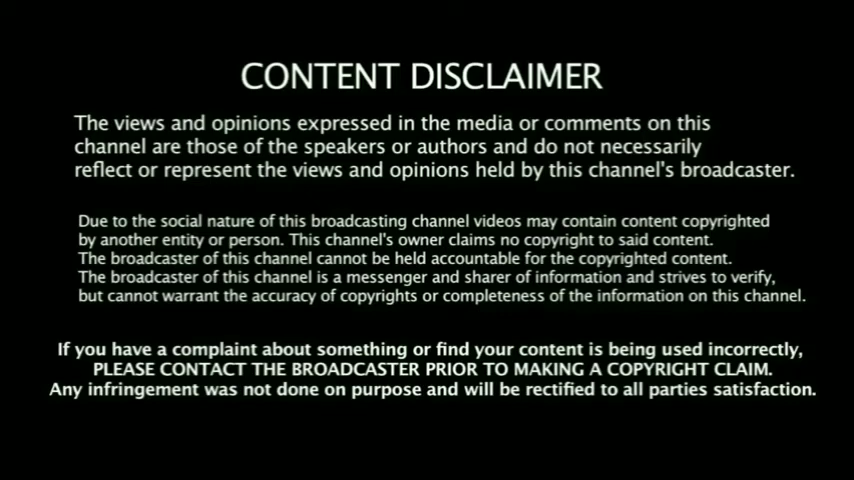 CONTENT DISCLAIMER
The views and opinions expressed in the media or comments on this
channel are those of the speakers or authors and do not necessarily
reflect or represent the views and opinions held by this channel's broadcaster.
Due to the social nature of this broadcasting channel videos may contain content copyrighted
by another entity or person. This channel's owner claims no copyright to said content.
The broadcaster of this channel cannot be held accountable for the copyrighted content.
The broadcaster of this channel is a messenger and sharer of information and strives to verify,
but cannot warrant the accuracy of copyrights or completeness of the information on this channel.
If you have a complaint about something or find your content is being used incorrectly,
PLEASE CONTACT THE BROADCASTER PRIOR TO MAKING A COPYRIGHT CLAIM.
Any infringement was not done on purpose and will be rectified to all parties satisfaction.